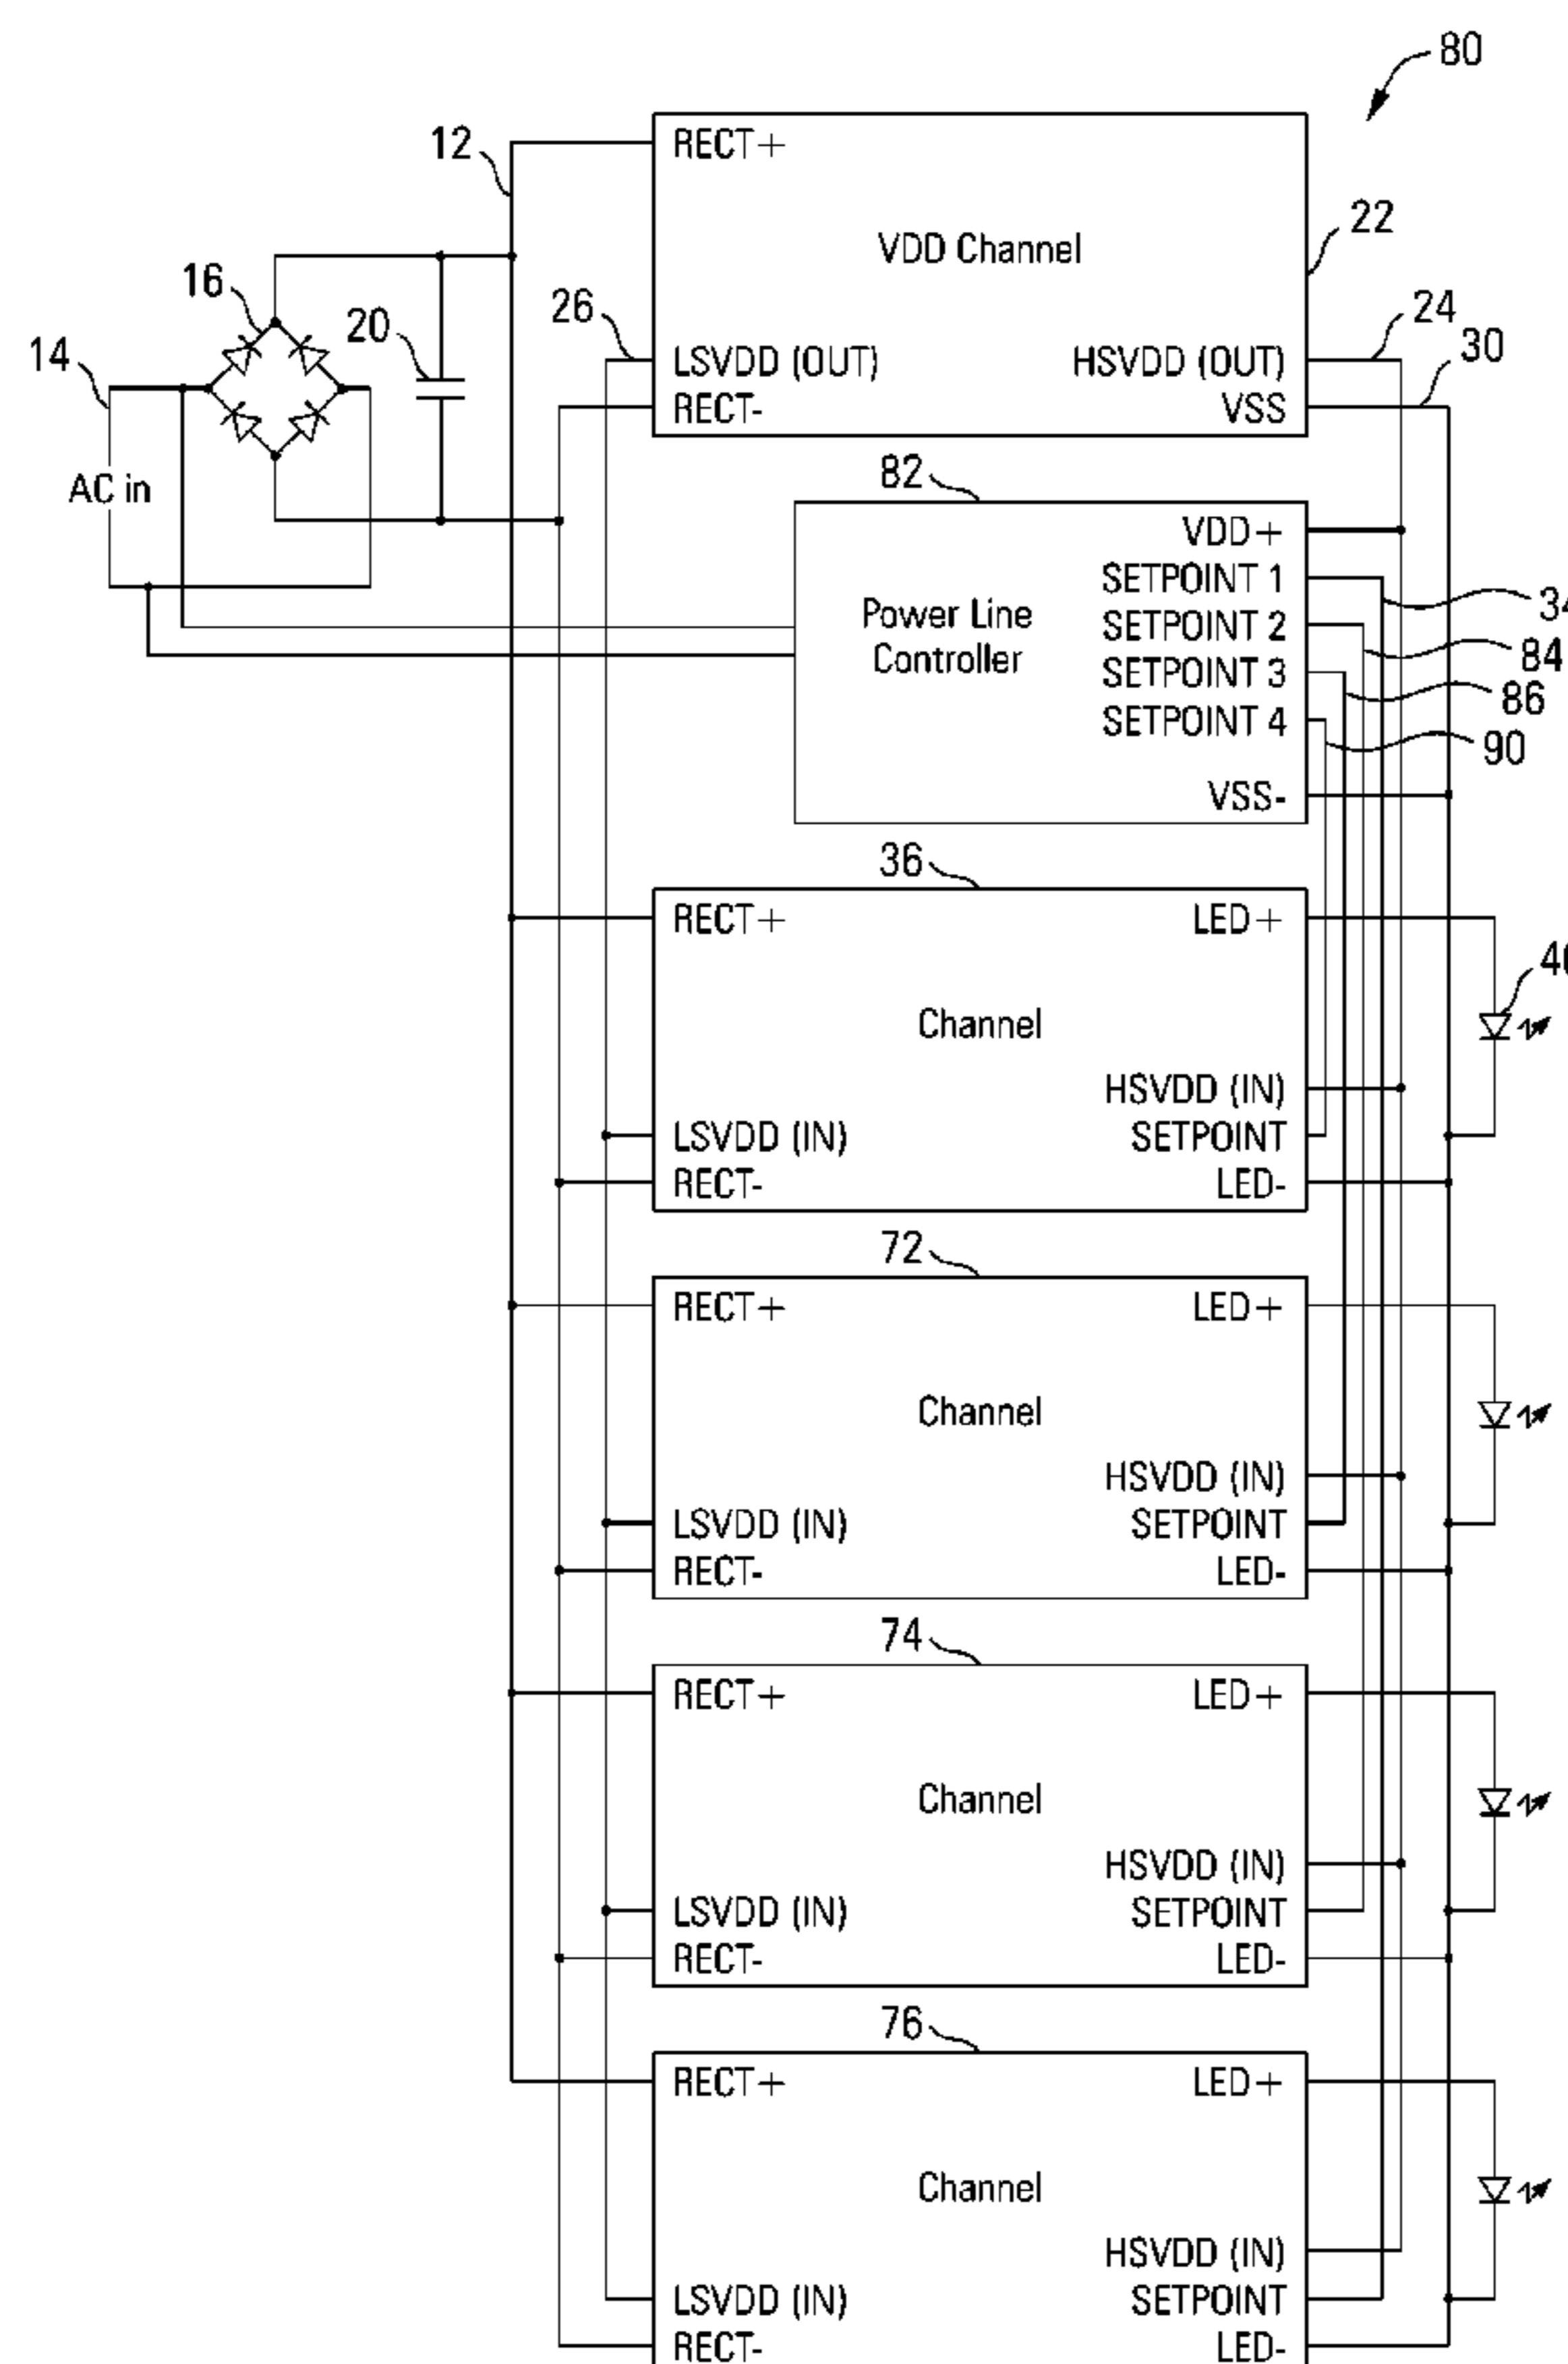 80
12
RECT+
VDD Channel
22
16
26
20
24
14
30
LSVDD (OUT)
HSVDD (OUT)
RECT-
VSS
AC in
82
VDD+
SETPOINT 1
34
Power Line
Controller
SETPOINT 2
84
SETPOINT 3
86
SETPOINT 4
90
VSS-
36
RECT+
LED+
40
Channel
HSVDD (IN)
LSVDD (IN)
SETPOINT
RECT-
LED-
72
RECT+
LED+
Channel
HSVDD (IN)
LSVDD (IN)
SETPOINT
RECT-
LED-
74
RECT+
LED+
Channel
HSVDD (IN)
LSVDD (IN)
SETPOINT
RECT-
LED-
76
RECT+
LED+
Channel
HSVDD (IN)
LSVDD (IN)
SETPOINT
RECT-
LED-